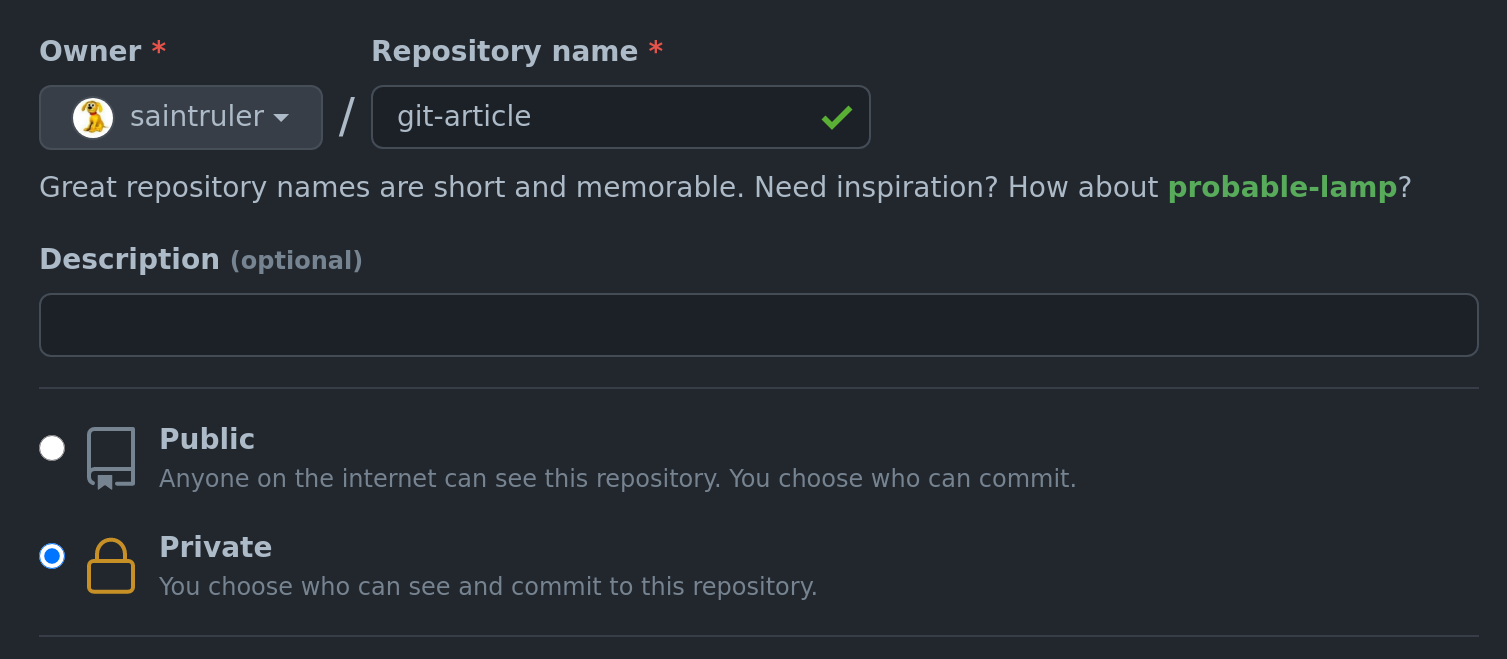 Owner * Repository name *
saintruler / git-article
Great repository names are short and memorable. Need inspiration? How about probable-lamp?
Description (optional)
Public
Anyone on the internet can see this repository. You choose who can commit.
Private
You choose who can see and commit to this repository.